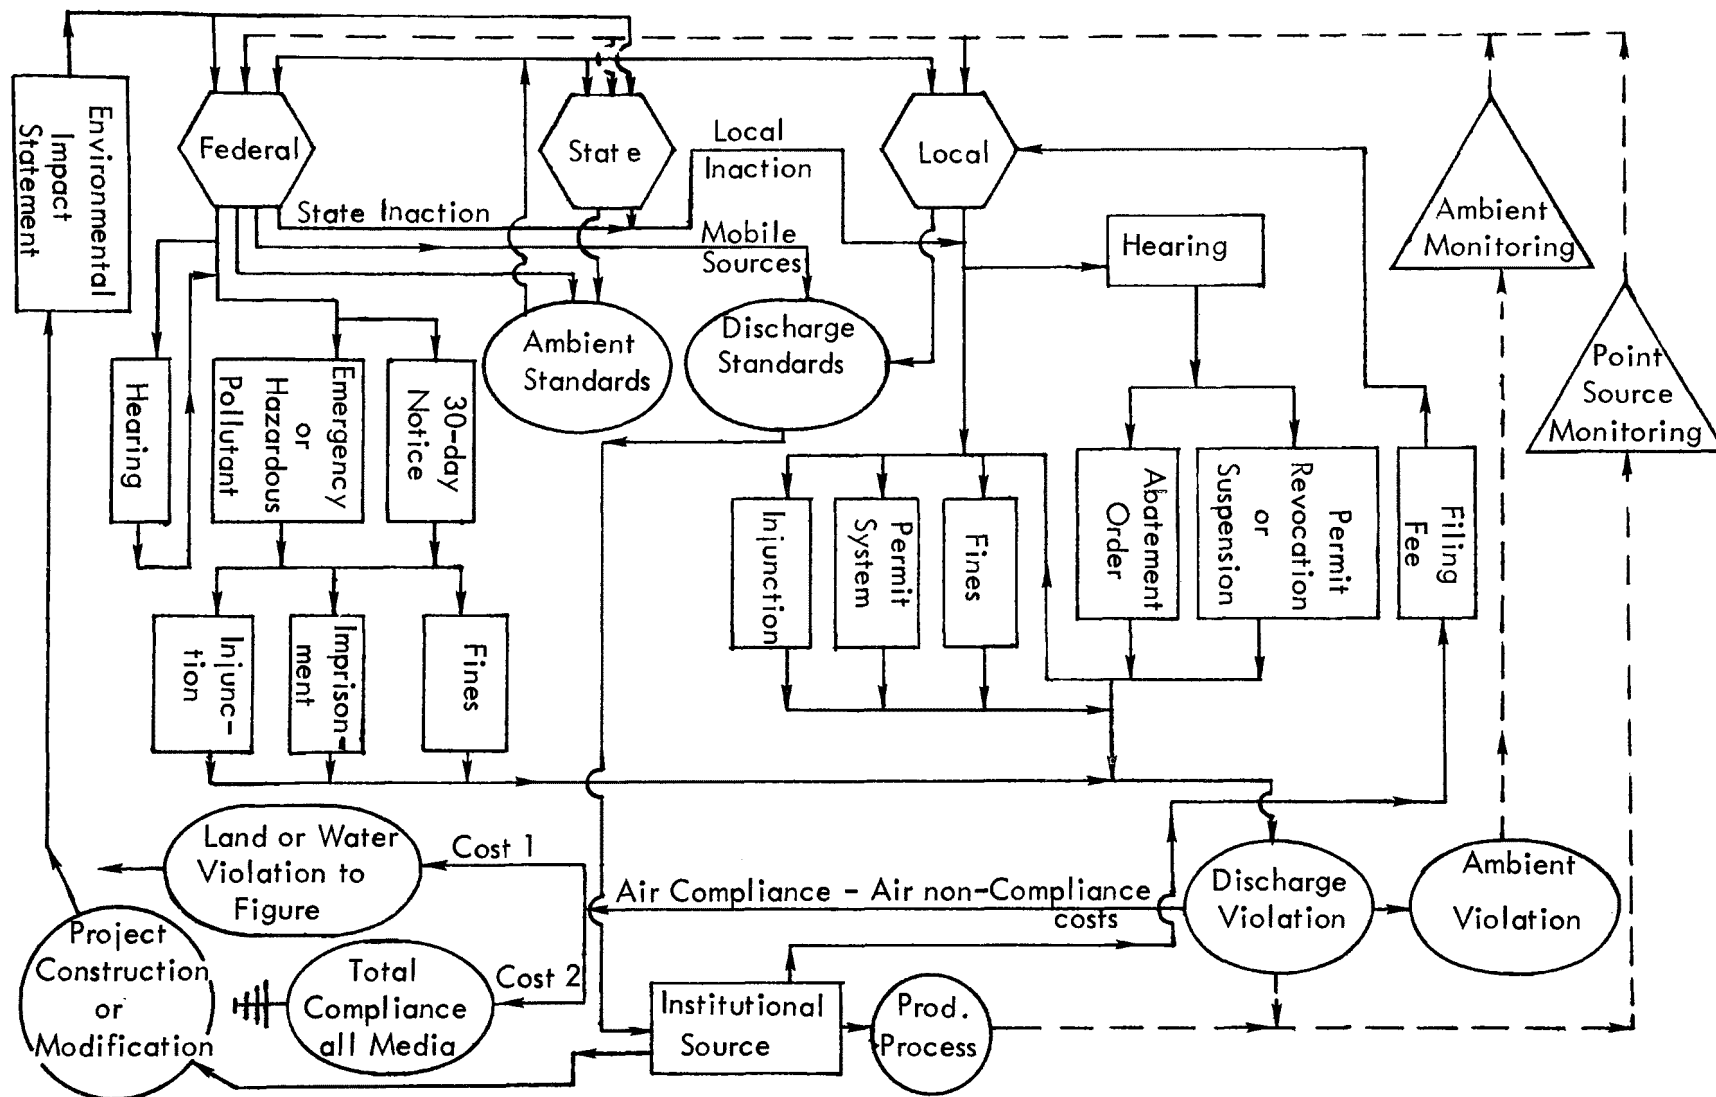 Environmental
Impact
Statement
Federal
State
Local
Local
Inaction
State Inaction
Mobile
Sources
Hearing
Ambient
Monitoring
Point
Source
Monitoring
Hearing
Emergency
or
Hazardous
Pollutant
30-day
Notice
Ambient
Standards
Discharge
Standards
Injunction
Permit
System
Fines
Abatement
Order
Permit
Revocation
or
Suspension
Filing
Fee
Injunc-
tion
Imprison-
ment
Fines
Land or Water
Violation to
Figure
Cost 1
Air Compliance - Air non-Compliance
costs
Discharge
Violation
Ambient
Violation
Project
Construction
or
Modification
Total
Compliance
all Media
Cost 2
Institutional
Source
Prod.
Process